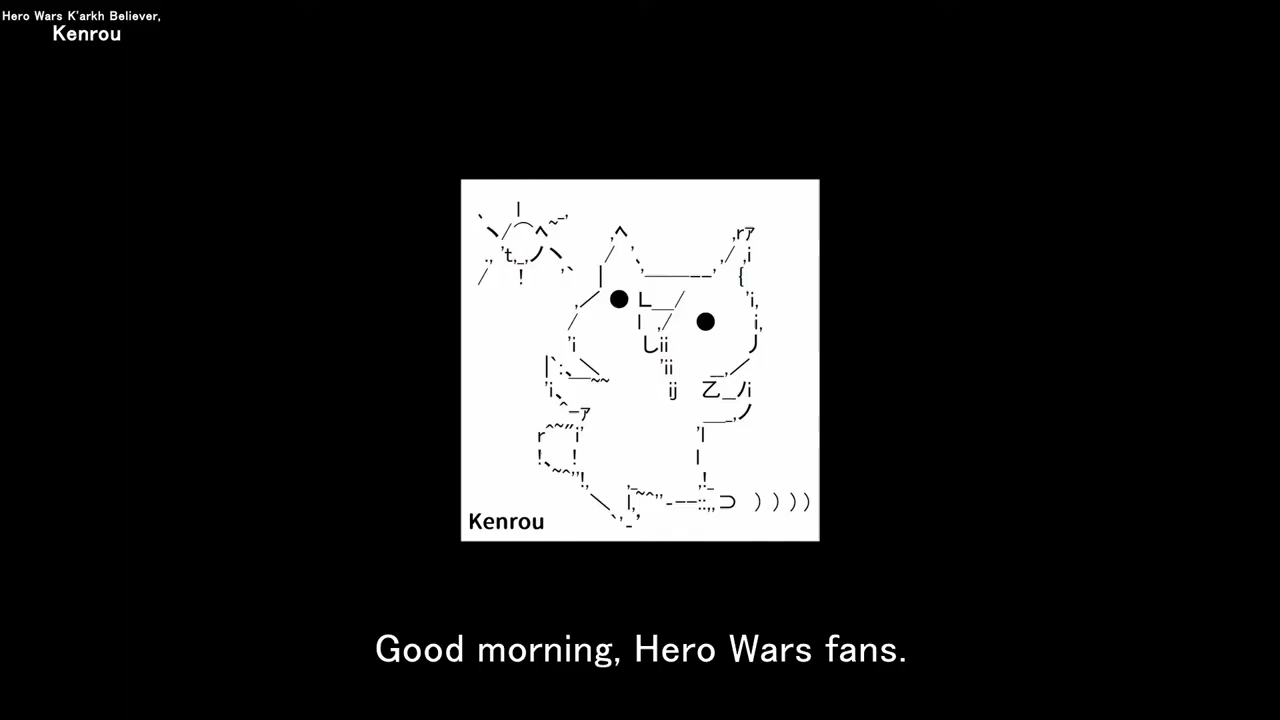 Hero Wars K'arkh Believer,
Kenrou
Kenrou
Good morning, Hero Wars fans.